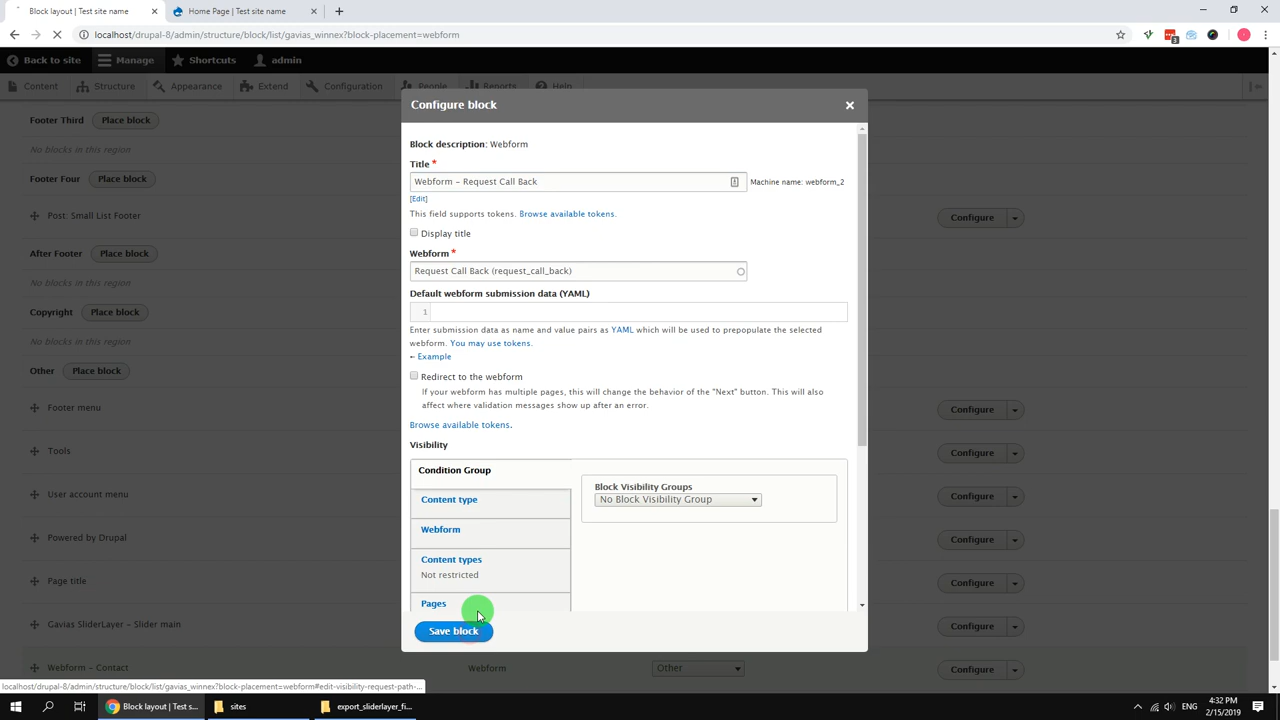 Block layout | Test site name
Home Page | Test site name
localhost/drupal-8/admin/structure/block/list/gavias_winnex?block-placement=webform
3
Back to site
Manage
Shortcuts
admin
Content
Structure
Appearance
Extend
Configuration
People
Reports
Help
Configure block
Footer Third
Place block
No blocks in this region
Block description: Webform
Title *
Footer Four
Place block
Webform – Request Call Back
Machine name: webform_2
[Edit]
Post: Small List Footer
This field supports tokens. Browse available tokens.
Configure
Display title
After Footer
Place block
Webform *
Request Call Back (request_call_back)
No blocks in this region
Default webform submission data (YAML)
Copyright
Place block
1
Enter submission data as name and value pairs as YAML which will be used to prepopulate the selected
webform. You may use tokens.
No blocks in this region
Example
Other
Place block
Redirect to the webform
If your webform has multiple pages, this will change the behavior of the "Next" button. This will also
affect where validation messages show up after an error.
Footer menu
Configure
Browse available tokens.
Visibility
Tools
Configure
Condition Group
Block Visibility Groups
No Block Visibility Group
User account menu
Configure
Content type
Webform
Powered by Drupal
Configure
Content types
Not restricted
Page title
Configure
Pages
Gavias SliderLayer – Slider main
Configure
Save block
Webform – Contact
Webform
Other
Configure
localhost/drupal-8/admin/structure/block/list/gavias_winnex?block-placement=webform#edit-visibility-request-path-...
Block layout | Test s...
sites
export_sliderlayer_fi...
ENG
4:32 PM
2/15/2019